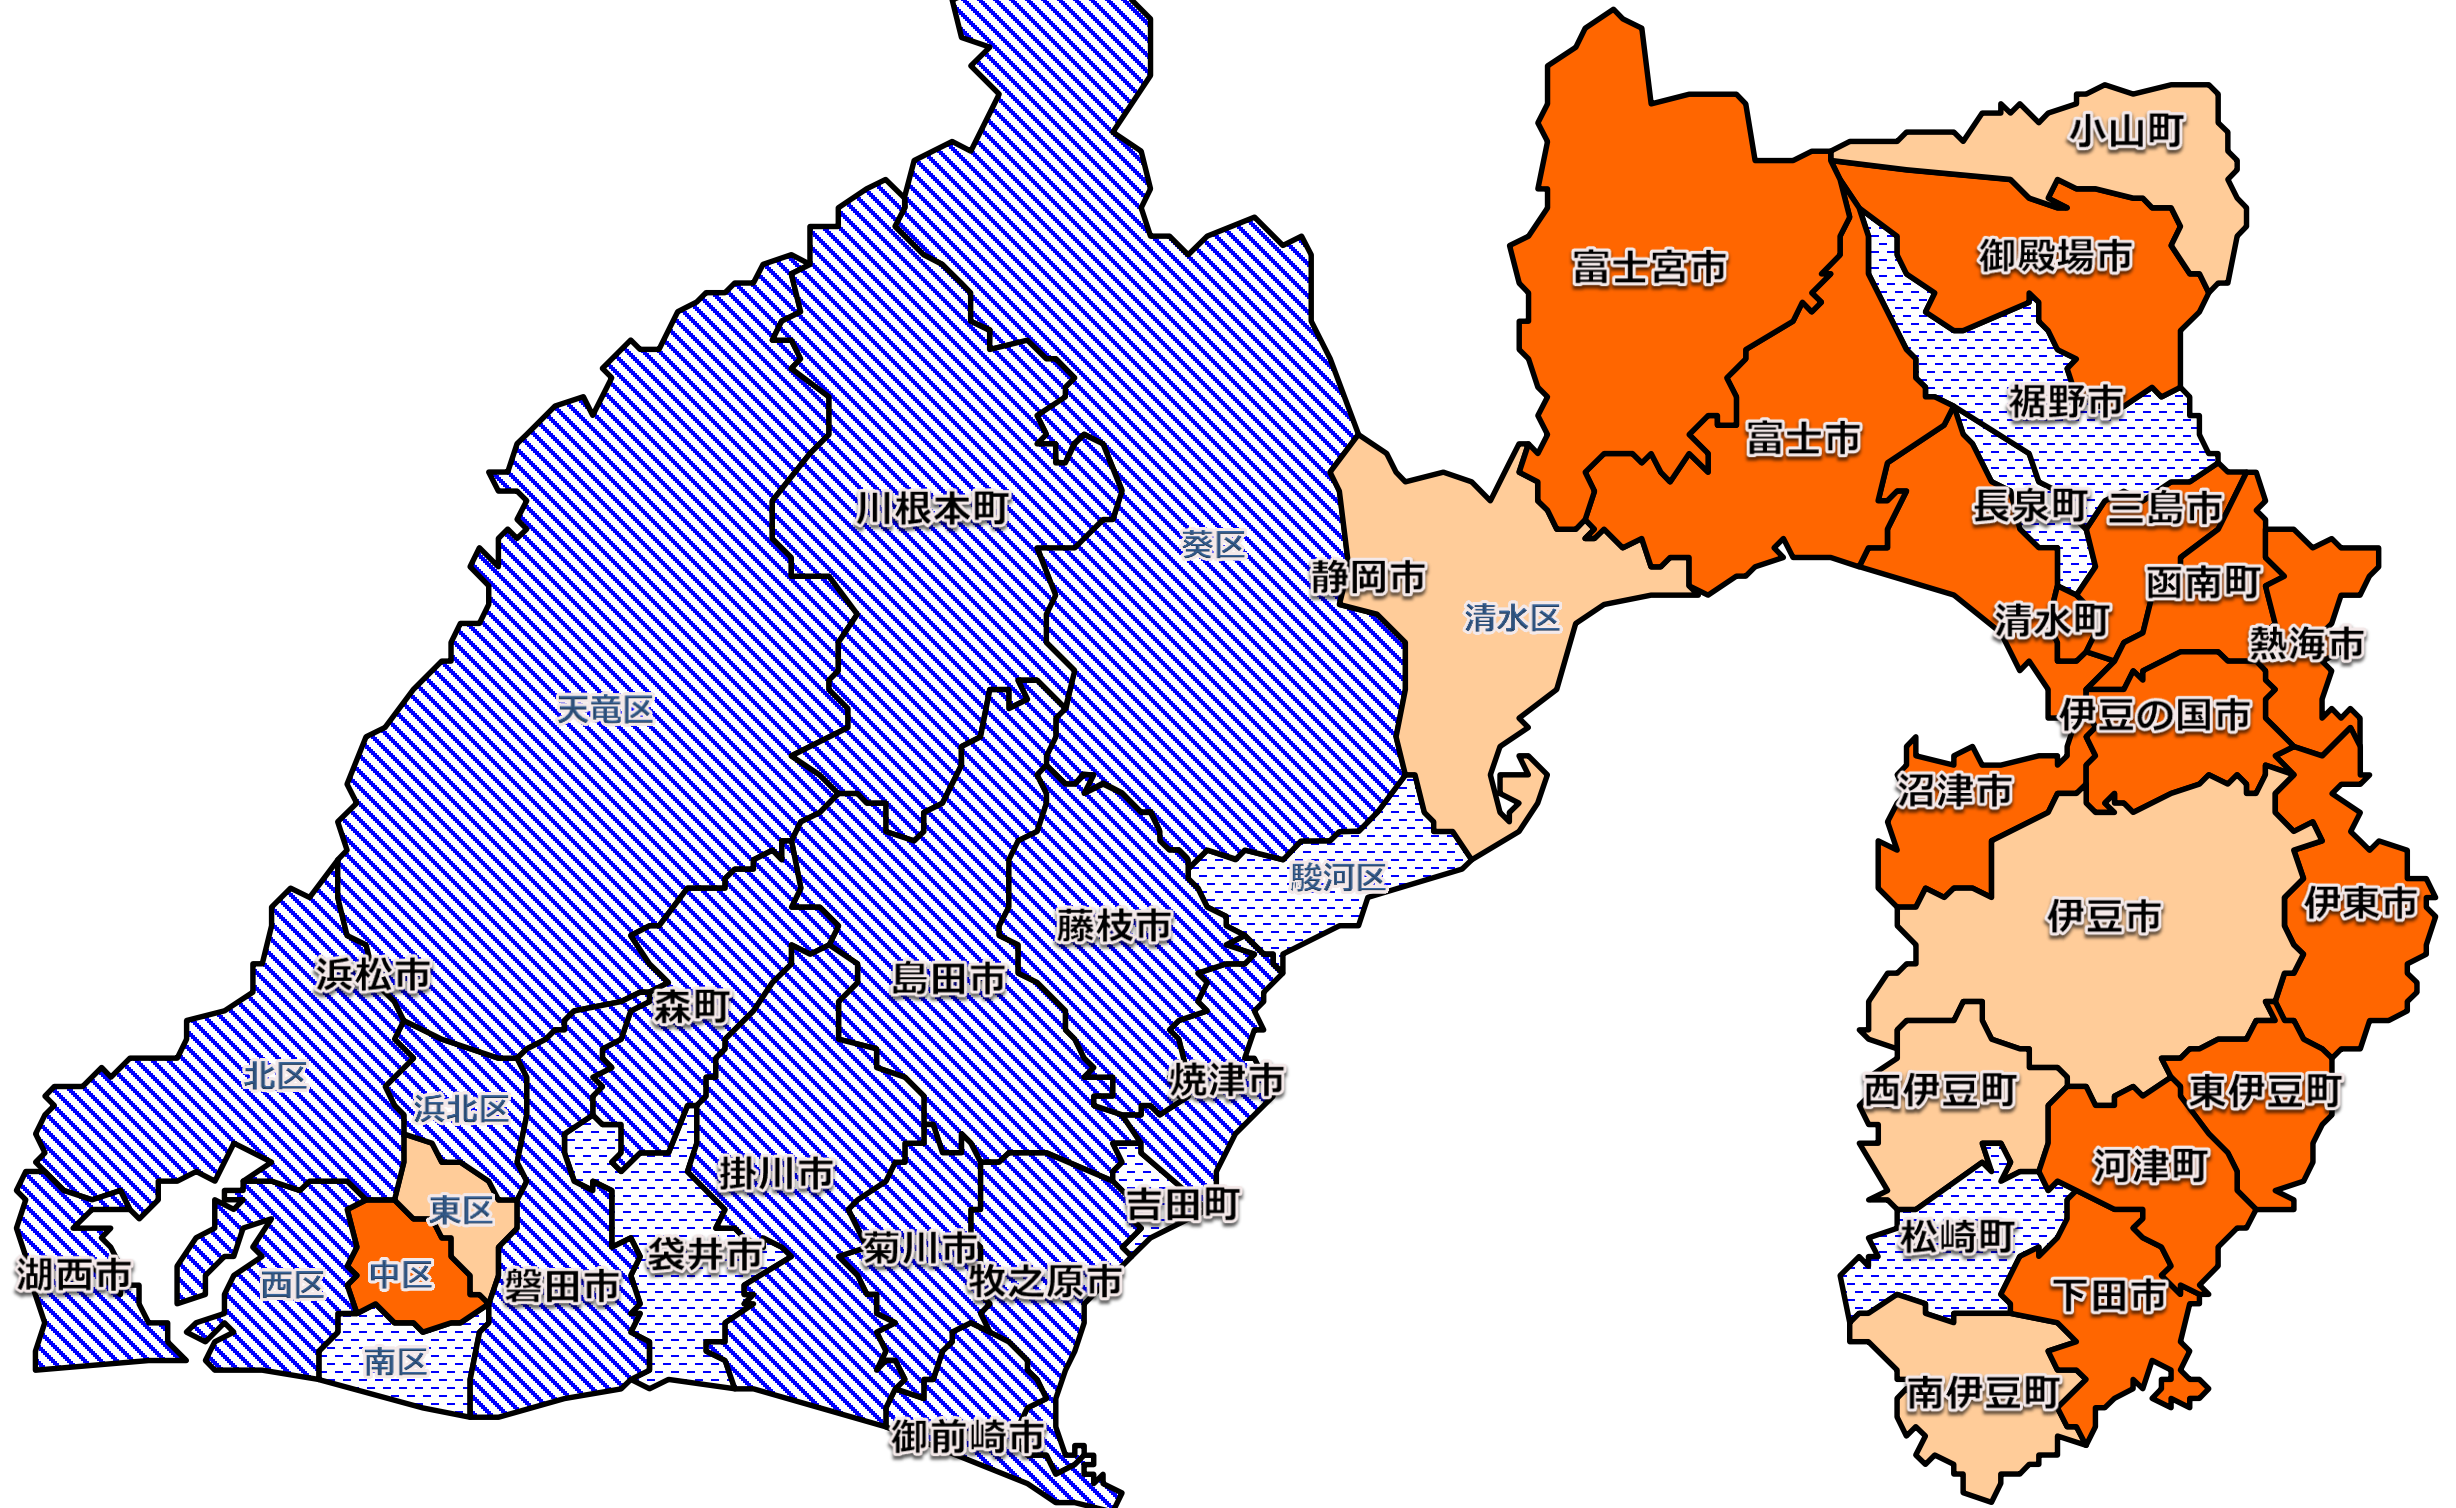 小山町
御殿場市
富士宮市
裾野市
富士市
長泉町
三島市
川根本町
葵区
静岡市
函南町
清水区
清水町
熱海市
天竜区
伊豆の国市
沼津市
駿河区
伊東市
伊豆市
藤枝市
浜松市
島田市
森町
北区
焼津市
西伊豆町
東伊豆町
浜北区
掛川市
河津町
東区
吉田町
松崎町
袋井市
菊川市
湖西市
西区
中区
磐田市
牧之原市
下田市
南区
南伊豆町
御前崎市